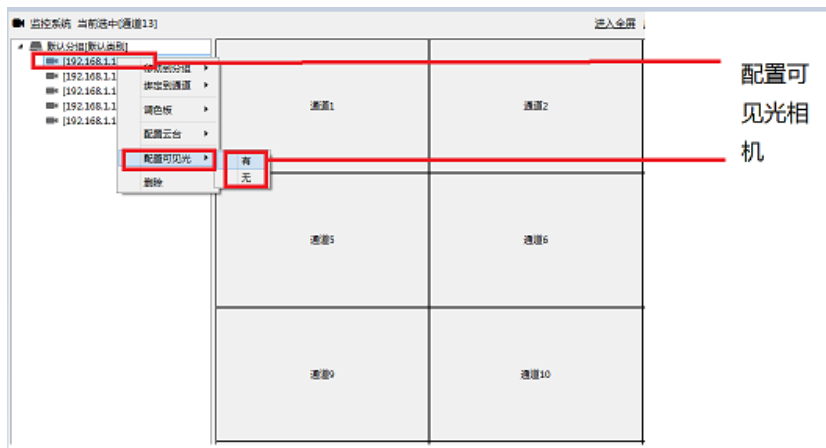 监控系统 当前选中[通道13]
进入全屏
默认分组[默认类别]
[192.168.1.1
[192.168.1.1
[192.168.1.1
[192.168.1.1
[192.168.1.1
移动到分组
绑定到通道
调色板
配置云台
配置可见光
删除
有
无
通道1
通道2
通道5
通道6
通道9
通道10
配置可
见光相
机